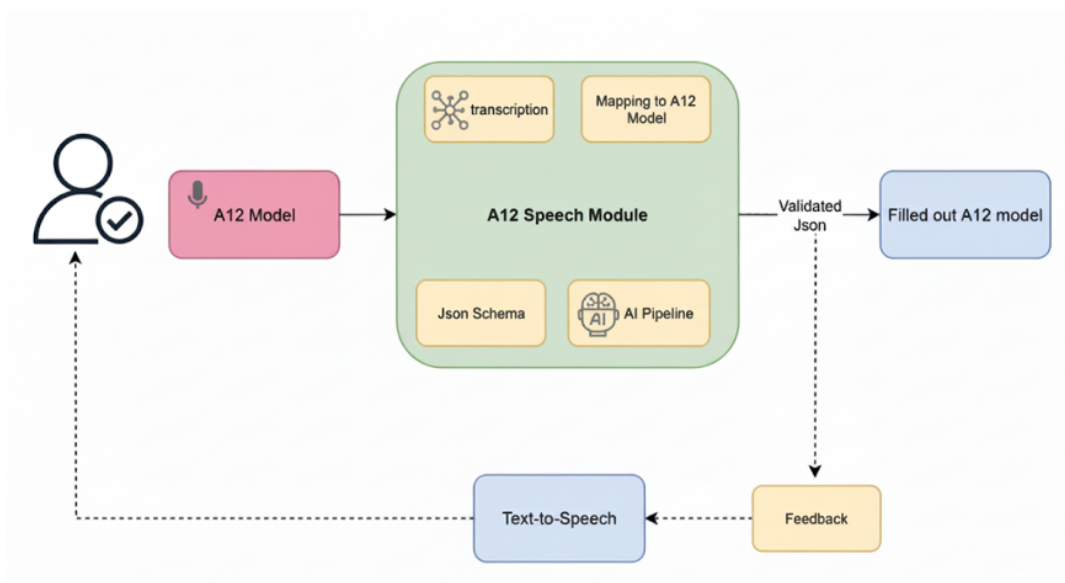 transcription
Mapping to A12
Model
A12 Model
A12 Speech Module
Validated
Json
Filled out A12 model
Json Schema
AI
AI Pipeline
Text-to-Speech
Feedback